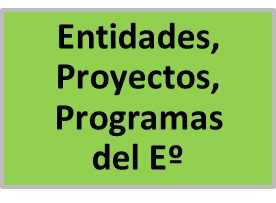 Entidades,
Proyectos,
Programas
del Eº